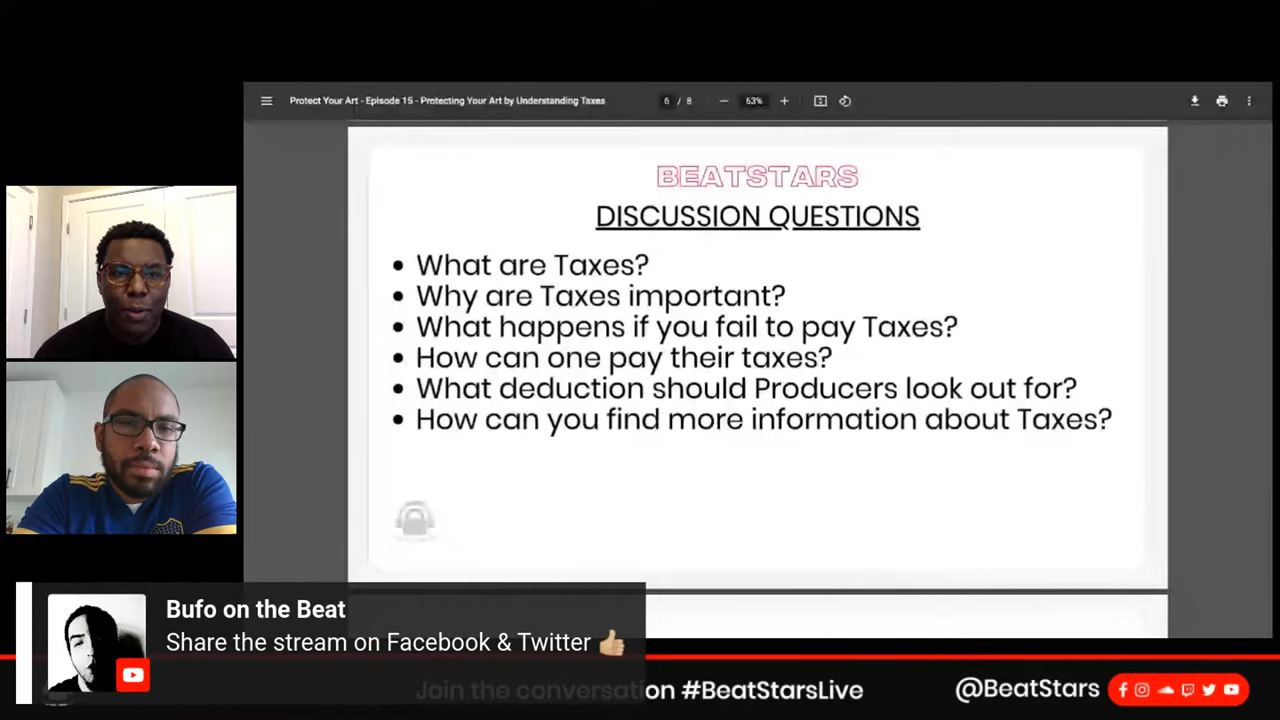 Protect Your Art - Episode 15 - Protecting Your Art by Understanding Taxes
6 / 8
63%
BEATSTARS
DISCUSSION QUESTIONS
• What are Taxes?
• Why are Taxes important?
• What happens if you fail to pay Taxes?
• How can one pay their taxes?
• What deduction should Producers look out for?
• How can you find more information about Taxes?
Bufo on the Beat
Share the stream on Facebook & Twitter 👍🏼
Join the conversation #BeatStarsLive
@BeatStars